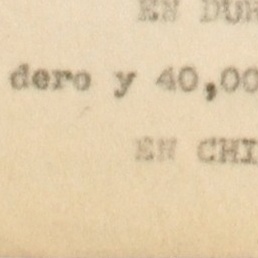 EN DUR
dero y 40,00
EN CHI